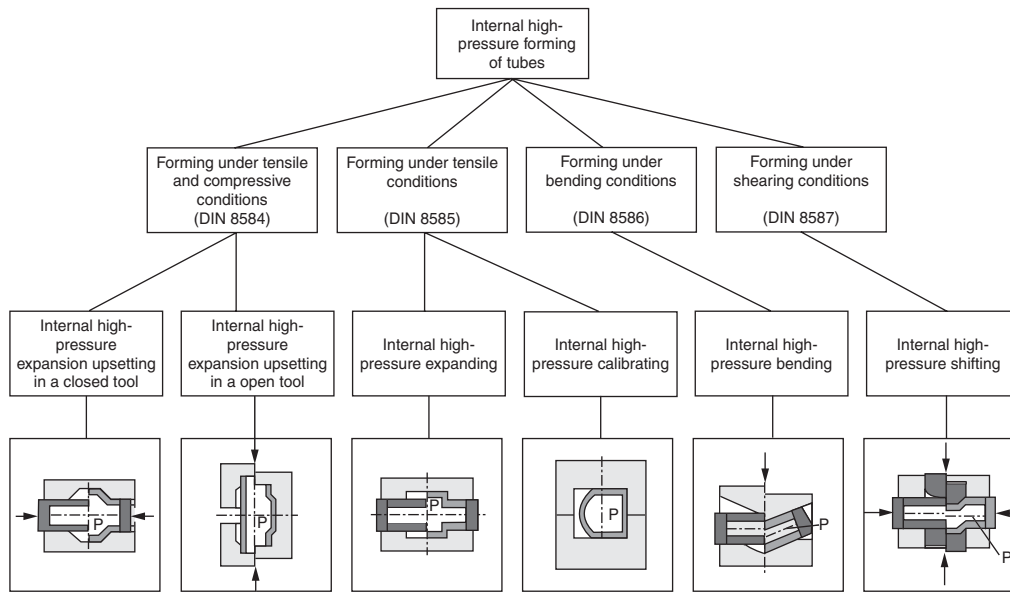 Internal high-
pressure forming
of tubes
Forming under tensile
and compressive
conditions
(DIN 8584)
Forming under tensile
conditions
(DIN 8585)
Forming under
bending conditions
(DIN 8586)
Forming under
shearing conditions
(DIN 8587)
Internal high-
pressure
expansion upsetting
in a closed tool
Internal high-
pressure
expansion upsetting
in a open tool
Internal high-
pressure expanding
Internal high-
pressure calibrating
Internal high-
pressure bending
Internal high-
pressure shifting
P
P
P
P
P
P